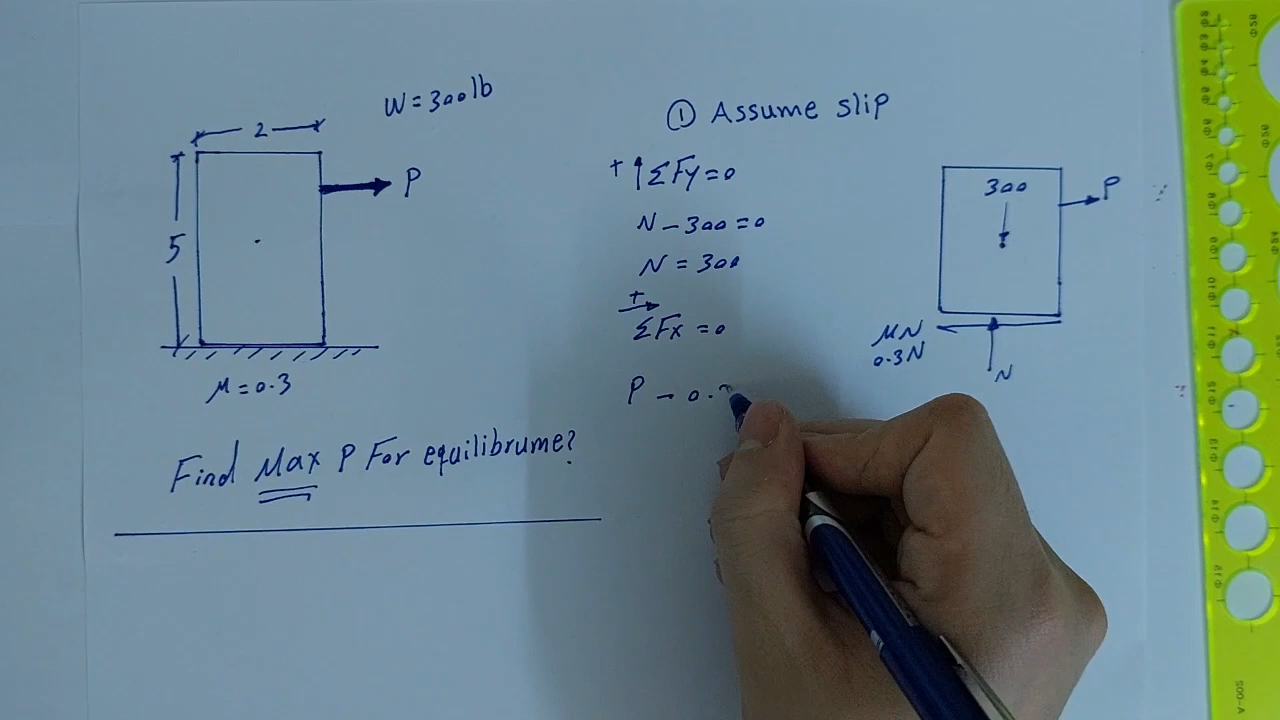 W = 300 lb
2
P
5
μ = 0.3
Find Max P For equilibrume?
① Assume slip
+ ↑ ΣFy = 0
N - 300 = 0
N = 300
+ →
ΣFx = 0
P - 0.
300
P
μN
0.3N
N